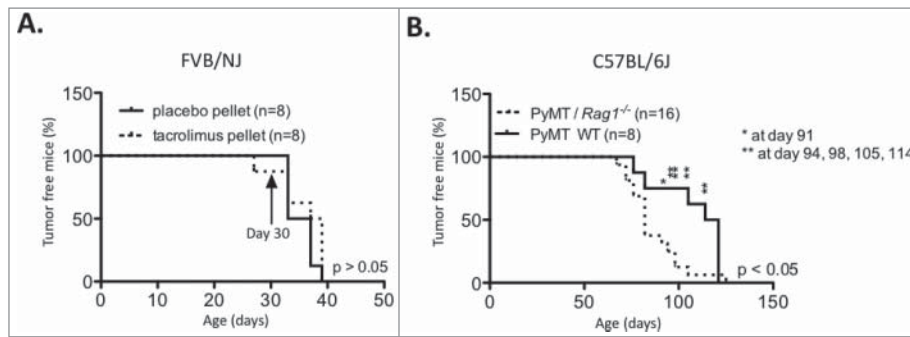 A.
FVB/NJ
placebo pellet (n=8)
tacrolimus pellet (n=8)
Tumor free mice (%)
150
100
50
0
Day 30
p > 0.05
0 10 20 30 40 50
Age (days)
B.
C57BL/6J
PyMT / Rag1-/- (n=16)
PyMT WT (n=8)
* at day 91
** at day 94, 98, 105, 114
Tumor free mice (%)
150
100
50
0
* ** ** ** **
p < 0.05
0 50 100 150
Age (days)